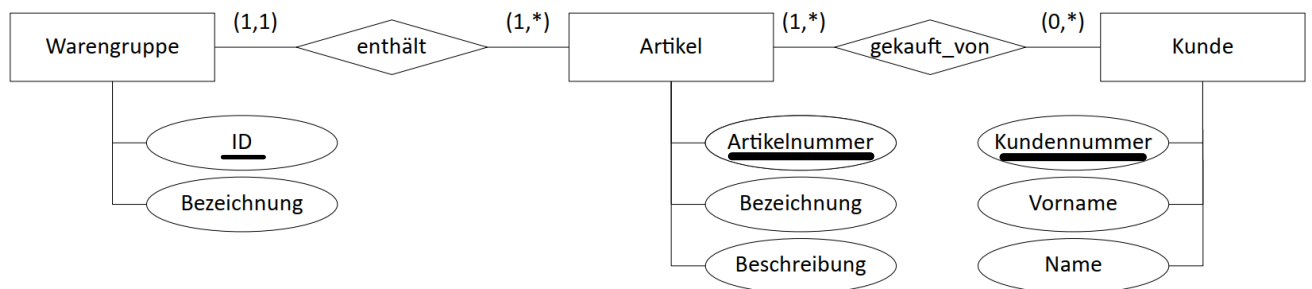 (1,1)
(1,*)
(1,*)
(0,*)
Warengruppe
enthält
Artikel
gekauft_von
Kunde
ID
Artikelnummer
Kundennummer
Bezeichnung
Bezeichnung
Vorname
Beschreibung
Name